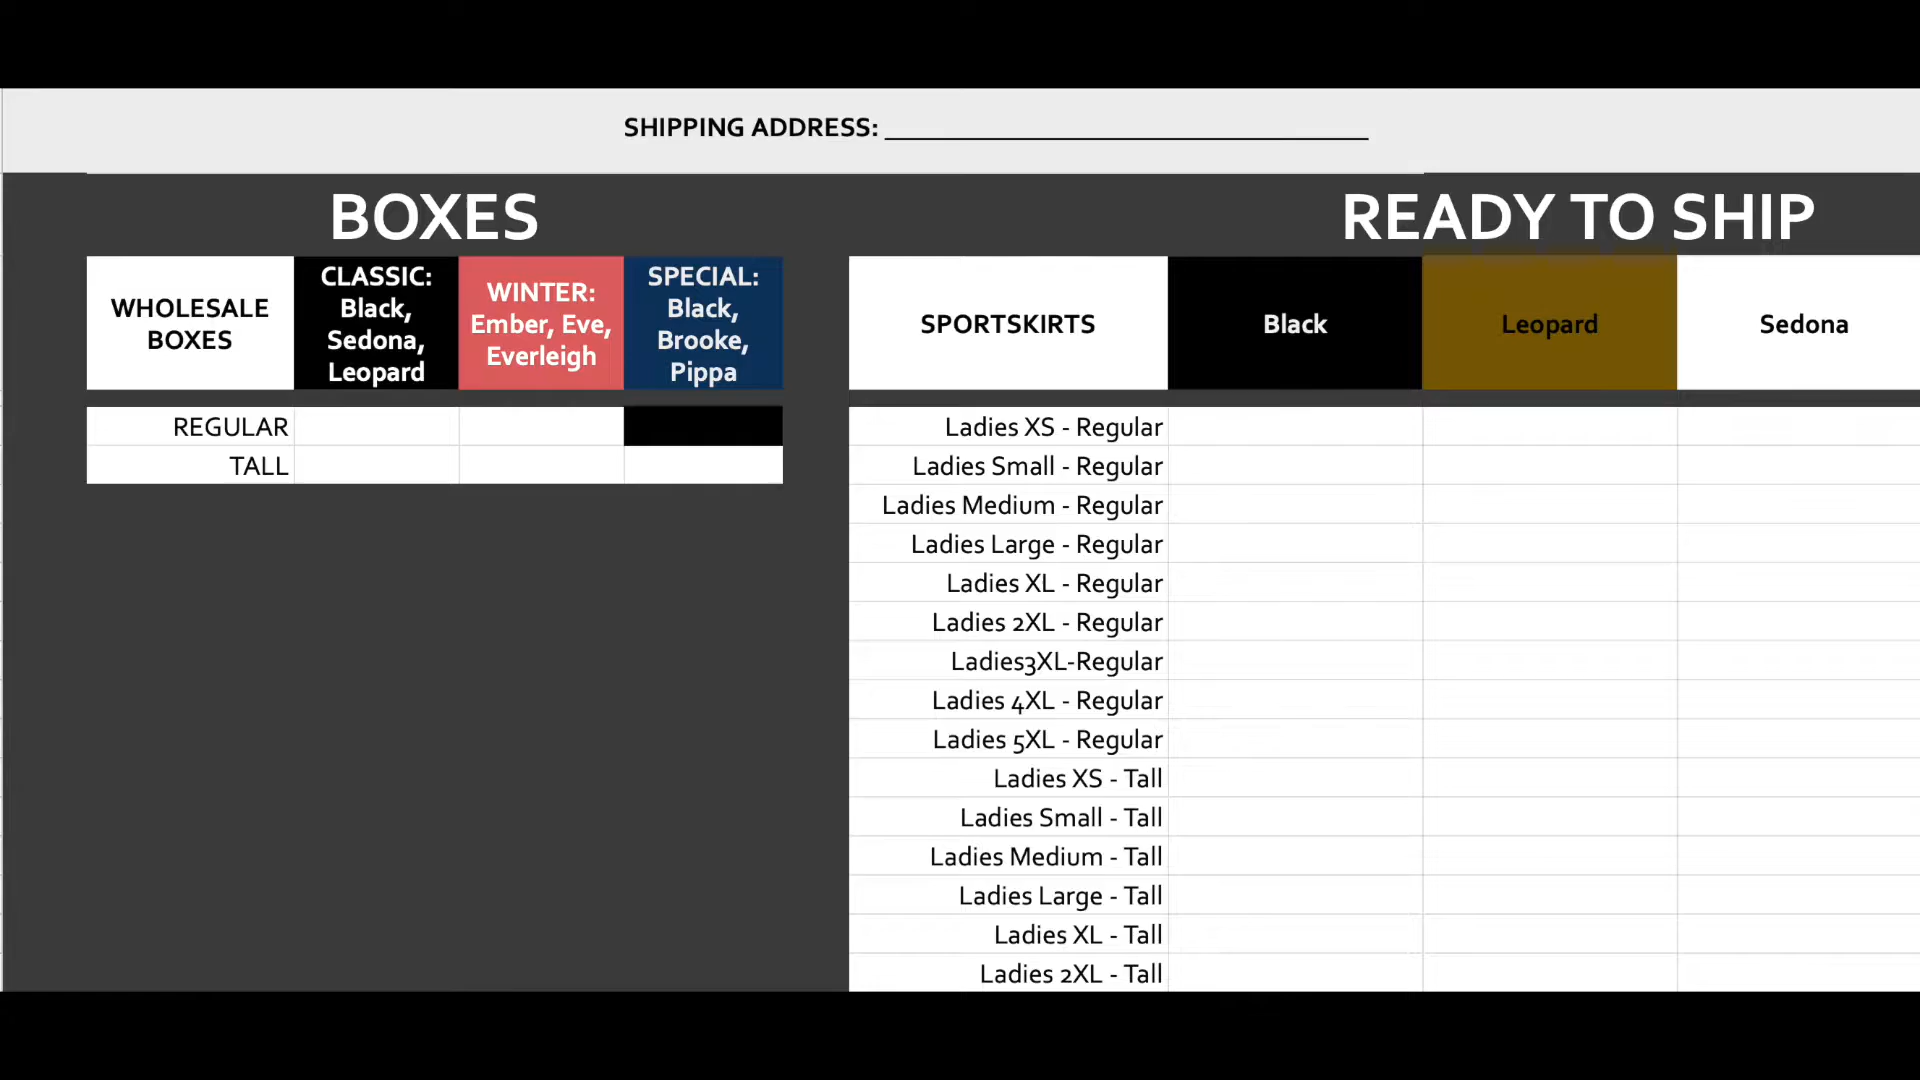 SHIPPING ADDRESS: ___________________________________
BOXES
READY TO SHIP
WHOLESALE
BOXES
CLASSIC:
Black,
Sedona,
Leopard
WINTER:
Ember, Eve,
Everleigh
SPECIAL:
Black,
Brooke,
Pippa
REGULAR
TALL
SPORTSKIRTS
Black
Leopard
Sedona
Ladies XS - Regular
Ladies Small - Regular
Ladies Medium - Regular
Ladies Large - Regular
Ladies XL - Regular
Ladies 2XL - Regular
Ladies3XL-Regular
Ladies 4XL - Regular
Ladies 5XL - Regular
Ladies XS - Tall
Ladies Small - Tall
Ladies Medium - Tall
Ladies Large - Tall
Ladies XL - Tall
Ladies 2XL - Tall